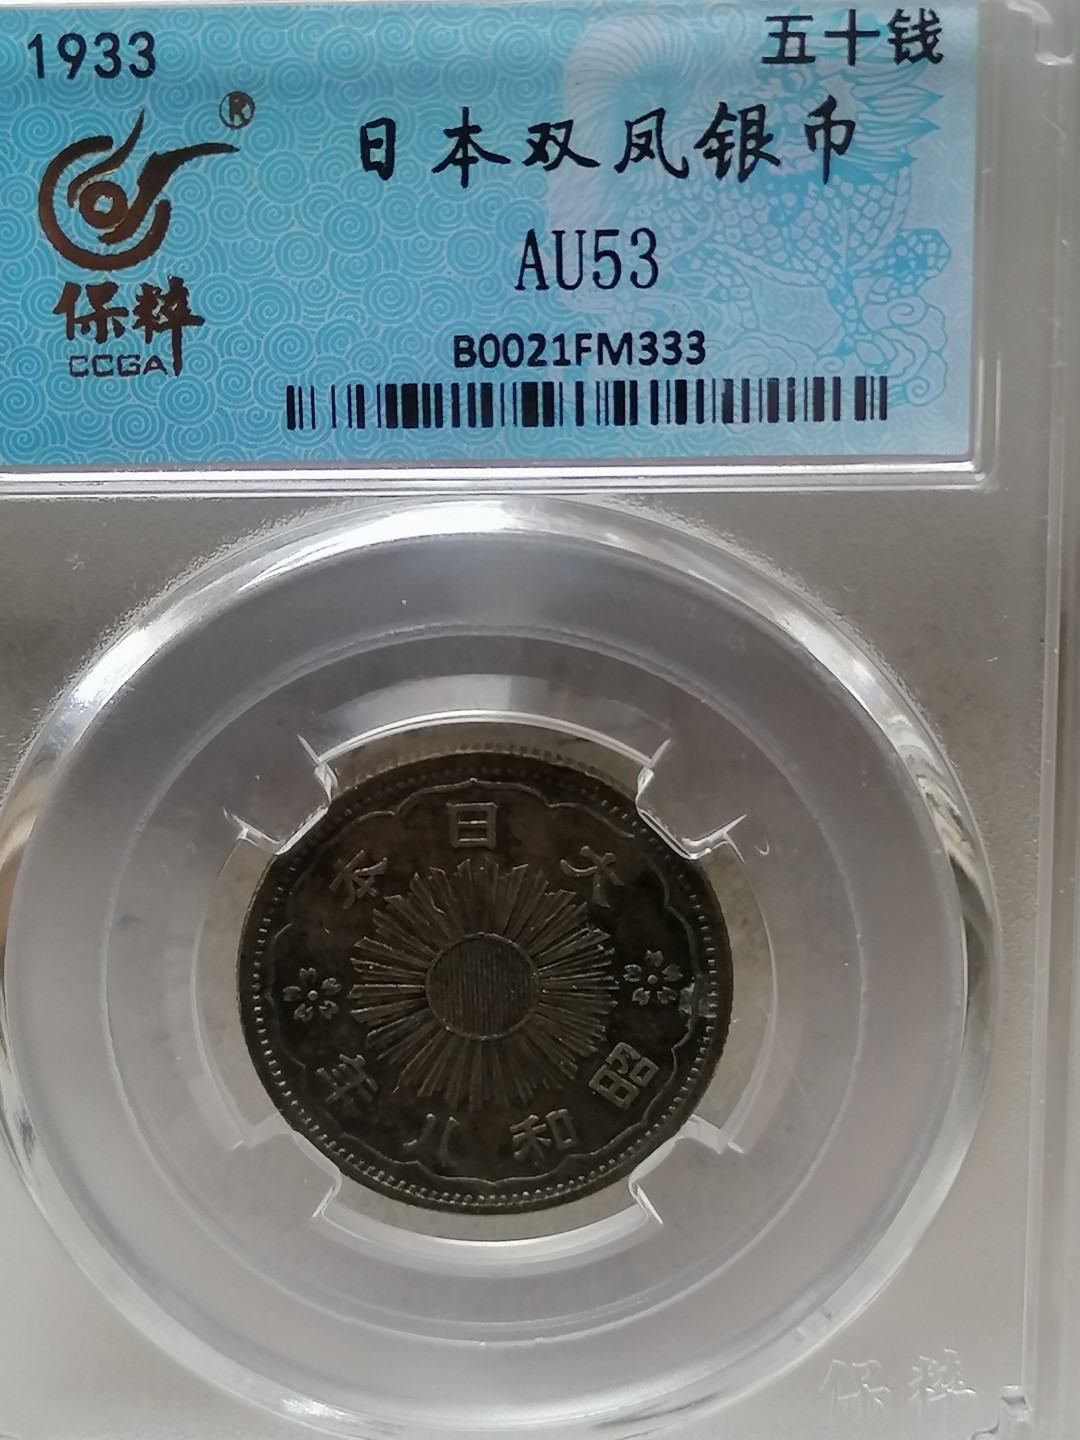 1933
五十钱
®
日本双凤银币
AU53
保粹
CCGA
B0021FM333
大日本
昭和八年
保粹